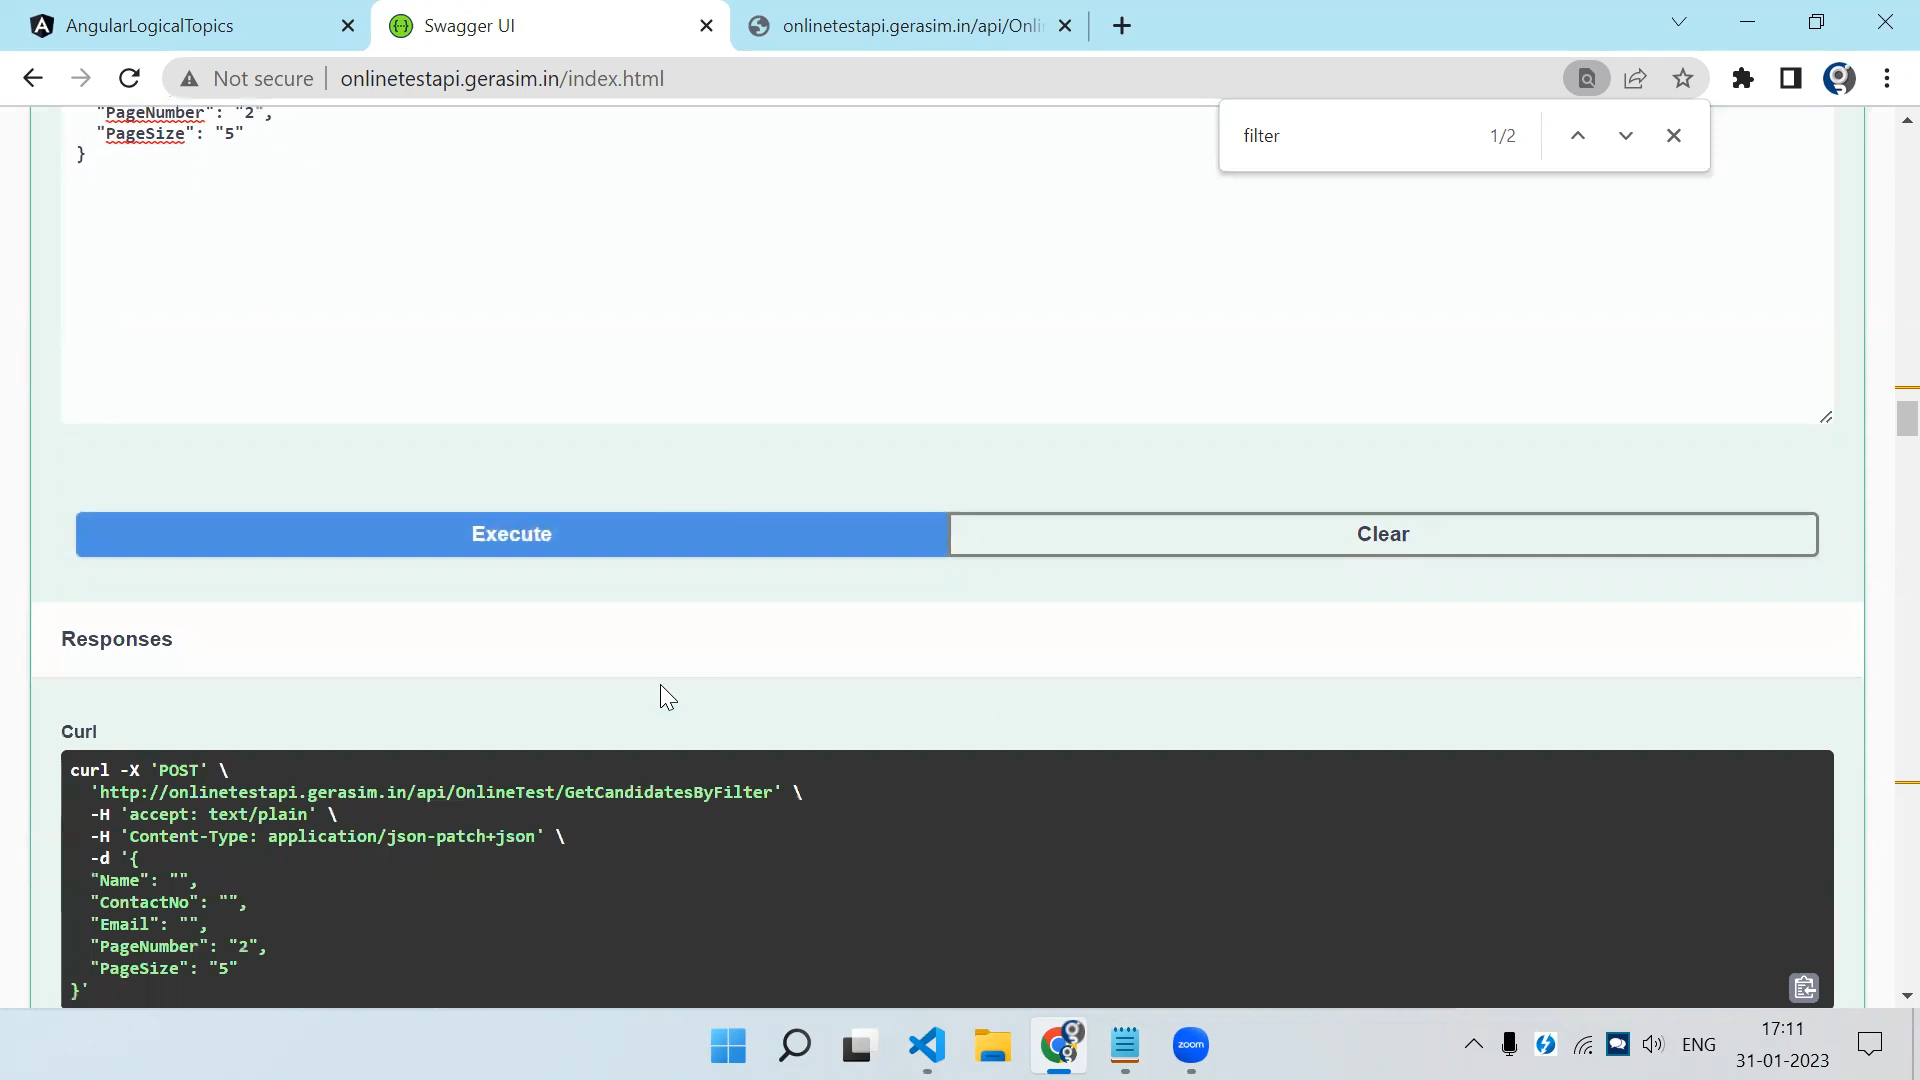 AngularLogicalTopics
Swagger UI
onlinetestapi.gerasim.in/api/Onli
Not secure
onlinetestapi.gerasim.in/index.html
filter
1/2
"PageNumber": "2",
"PageSize": "5"
}
Execute
Clear
Responses
Curl
curl -X 'POST' \
'http://onlinetestapi.gerasim.in/api/OnlineTest/GetCandidatesByFilter' \
-H 'accept: text/plain' \
-H 'Content-Type: application/json-patch+json' \
-d '{
"Name": "",
"ContactNo": "",
"Email": "",
"PageNumber": "2",
"PageSize": "5"
}'
zoom
ENG
17:11
31-01-2023